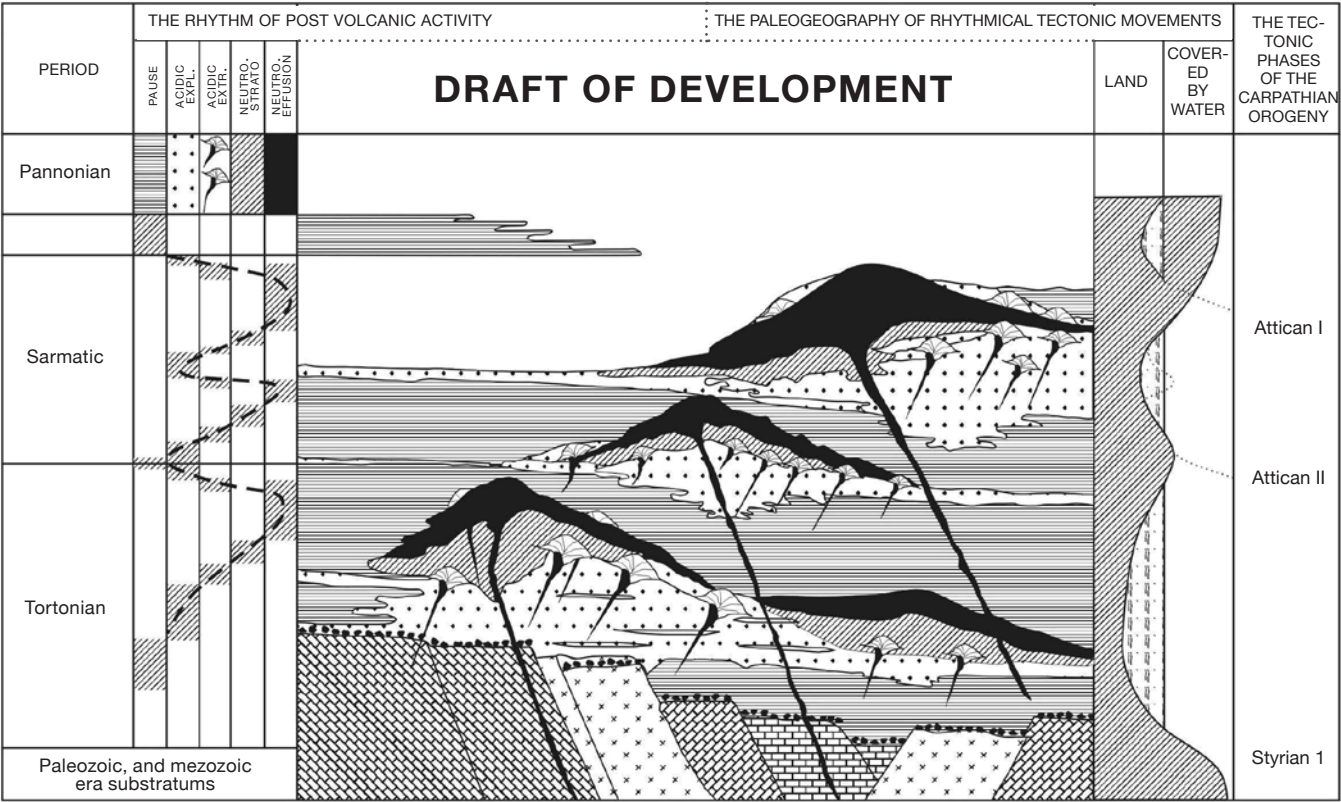 THE RHYTHM OF POST VOLCANIC ACTIVITY
THE PALEOGEOGRAPHY OF RHYTHMICAL TECTONIC MOVEMENTS
THE TEC-
TONIC
PHASES
OF THE
CARPATHIAN
OROGENY
PERIOD
PAUSE
ACIDIC
EXPL.
ACIDIC
EXTR.
NEUTRO.
STRATO
NEUTRO.
EFFUSION
DRAFT OF DEVELOPMENT
LAND
COVER-
ED
BY
WATER
Pannonian
Sarmatic
Tortonian
Paleozoic, and mezozoic
era substratums
Attican I
Attican II
Styrian 1